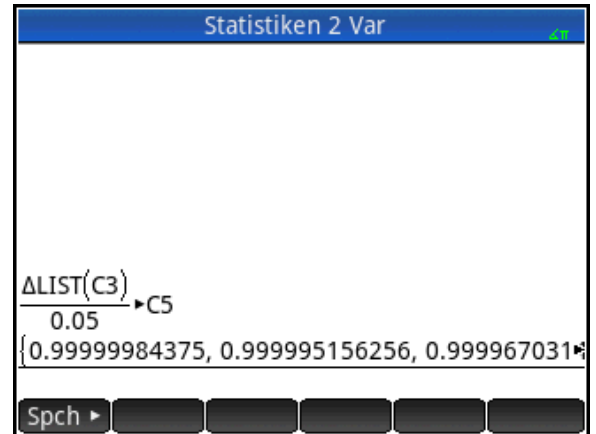 Statistiken 2 Var
∡π
ΔLIST(C3)
0.05
▸C5
{0.99999984375, 0.999995156256, 0.999967031
Spch ▸